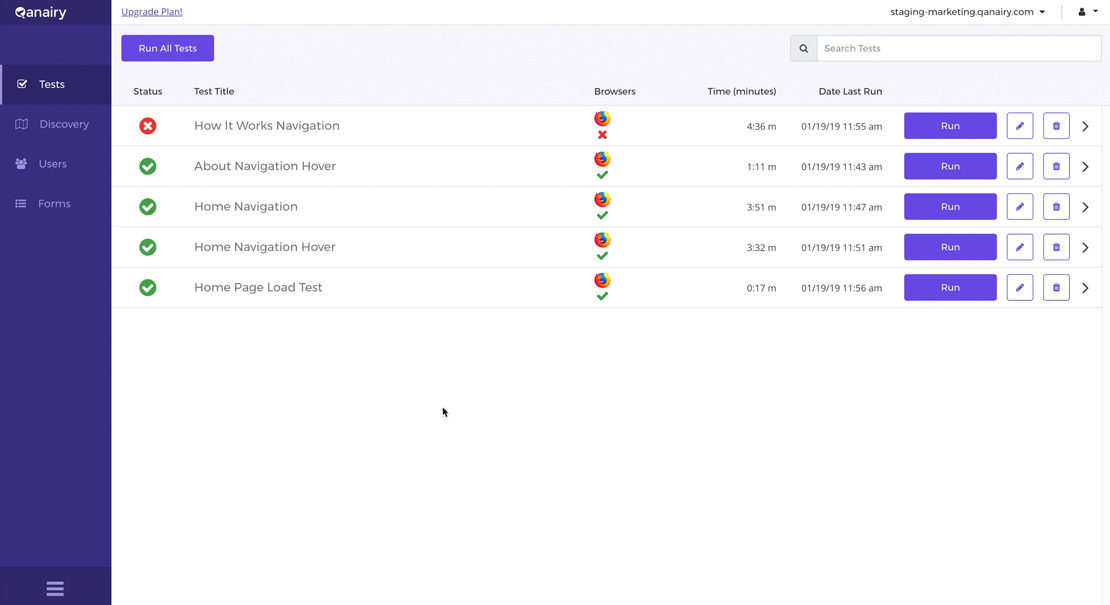 Qanairy
Upgrade Plan!
staging-marketing.qanairy.com
Run All Tests
Search Tests
Tests
Discovery
Users
Forms
Status Test Title Browsers Time (minutes) Date Last Run
How It Works Navigation 4:36 m 01/19/19 11:55 am Run
About Navigation Hover 1:11 m 01/19/19 11:43 am Run
Home Navigation 3:51 m 01/19/19 11:47 am Run
Home Navigation Hover 3:32 m 01/19/19 11:51 am Run
Home Page Load Test 0:17 m 01/19/19 11:56 am Run